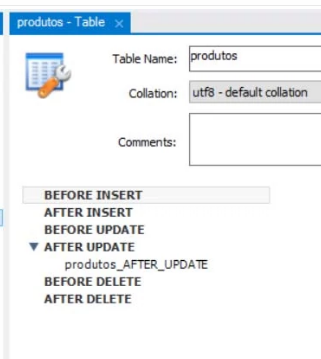 produtos - Table
Table Name: produtos
Collation: utf8 - default collation
Comments:
BEFORE INSERT
AFTER INSERT
BEFORE UPDATE
AFTER UPDATE
produtos_AFTER_UPDATE
BEFORE DELETE
AFTER DELETE